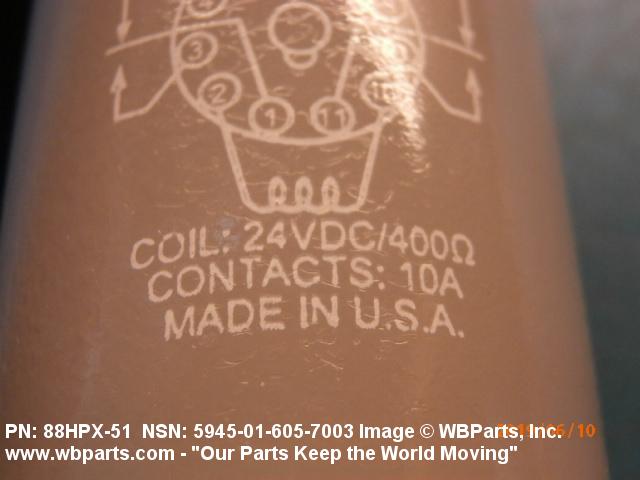 4
3
2
1
11
10
COIL: 24VDC/400Ω
CONTACTS: 10A
MADE IN U.S.A.
PN: 88HPX-51 NSN: 5945-01-605-7003 Image © WBParts, Inc.
www.wbparts.com - "Our Parts Keep the World Moving"